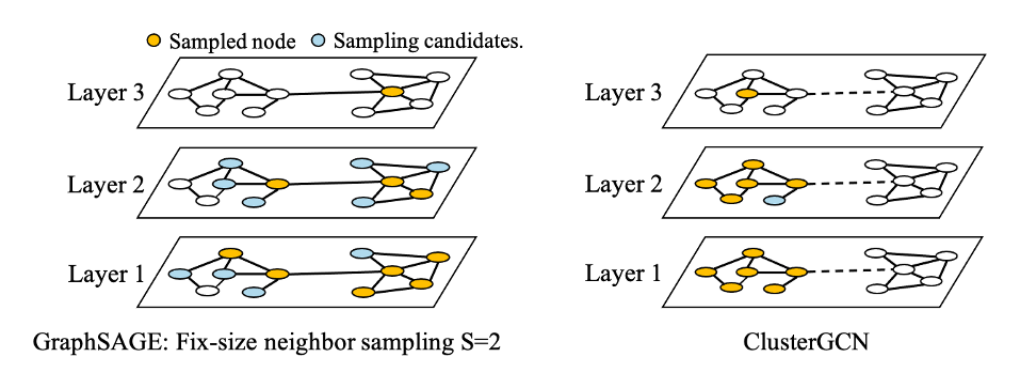 Sampled node Sampling candidates.
Layer 3
Layer 2
Layer 1
GraphSAGE: Fix-size neighbor sampling S=2
Layer 3
Layer 2
Layer 1
ClusterGCN